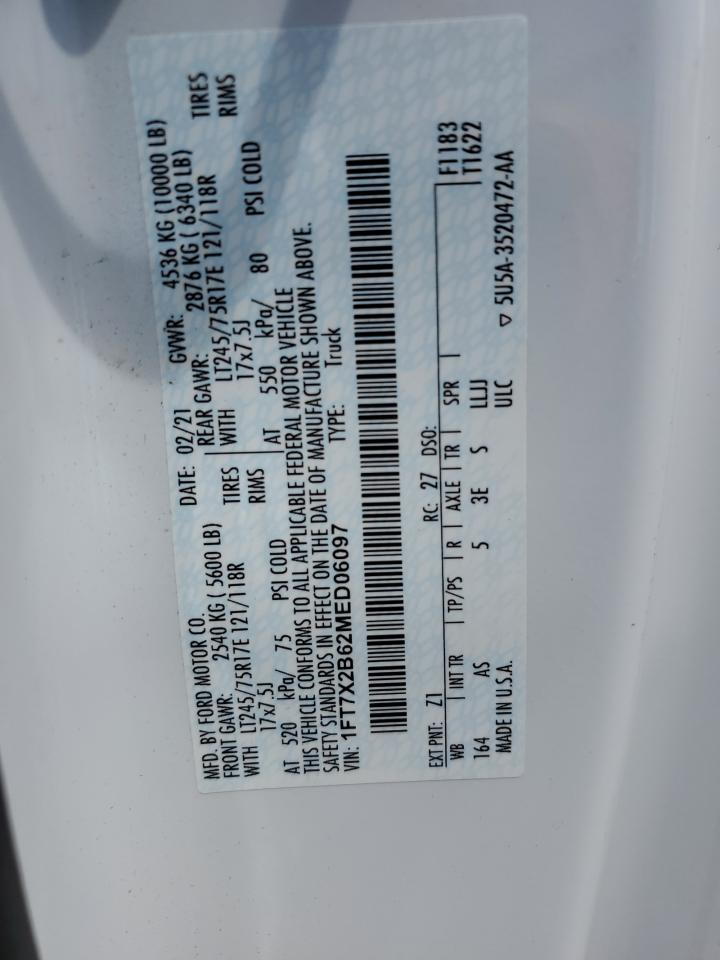 MFD. BY FORD MOTOR CO.
DATE: 02/21 GVWR: 4536 KG (10000 LB)
FRONT GAWR: 2540 KG ( 5600 LB) REAR GAWR: 2876 KG ( 6340 LB)
WITH LT245/75R17E 121/118R TIRES WITH LT245/75R17E 121/118R TIRES
17x7.5J RIMS 17x7.5J RIMS
AT 520 kPa/ 75 PSI COLD AT 550 kPa/ 80 PSI COLD
THIS VEHICLE CONFORMS TO ALL APPLICABLE FEDERAL MOTOR VEHICLE
SAFETY STANDARDS IN EFFECT ON THE DATE OF MANUFACTURE SHOWN ABOVE.
VIN: 1FT7X2B62MED06097 TYPE: Truck
EXT PNT: Z1 RC: 27 DSO:
WB INT TR TP/PS R AXLE TR SPR F1183
164 AS 5 3E S LLJJ T1622
ULC
MADE IN U.S.A. ▽ 5U5A-3520472-AA